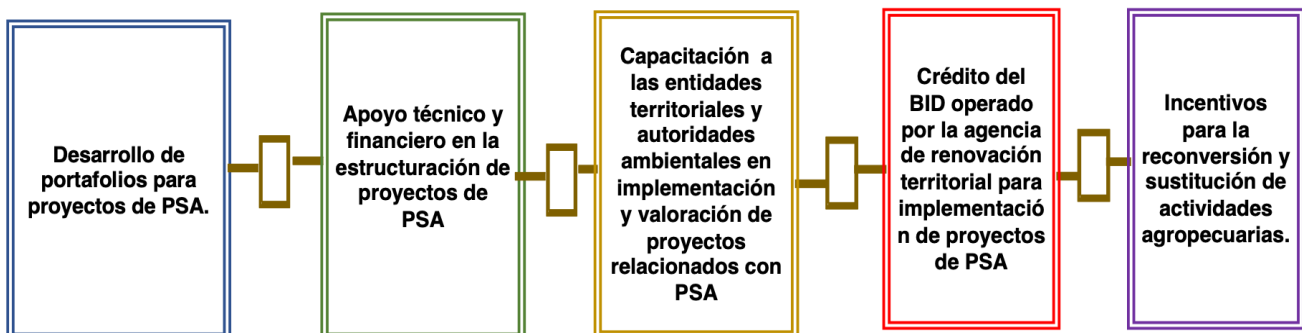 Desarrollo de
portafolios para
proyectos de PSA.
Apoyo técnico y
financiero en la
estructuración de
proyectos de
PSA
Capacitación a
las entidades
territoriales y
autoridades
ambientales en
implementación
y valoración de
proyectos
relacionados con
PSA
Crédito del
BID operado
por la agencia
de renovación
territorial para
implementació
n de proyectos
de PSA
Incentivos
para la
reconversión y
sustitución de
actividades
agropecuarias.